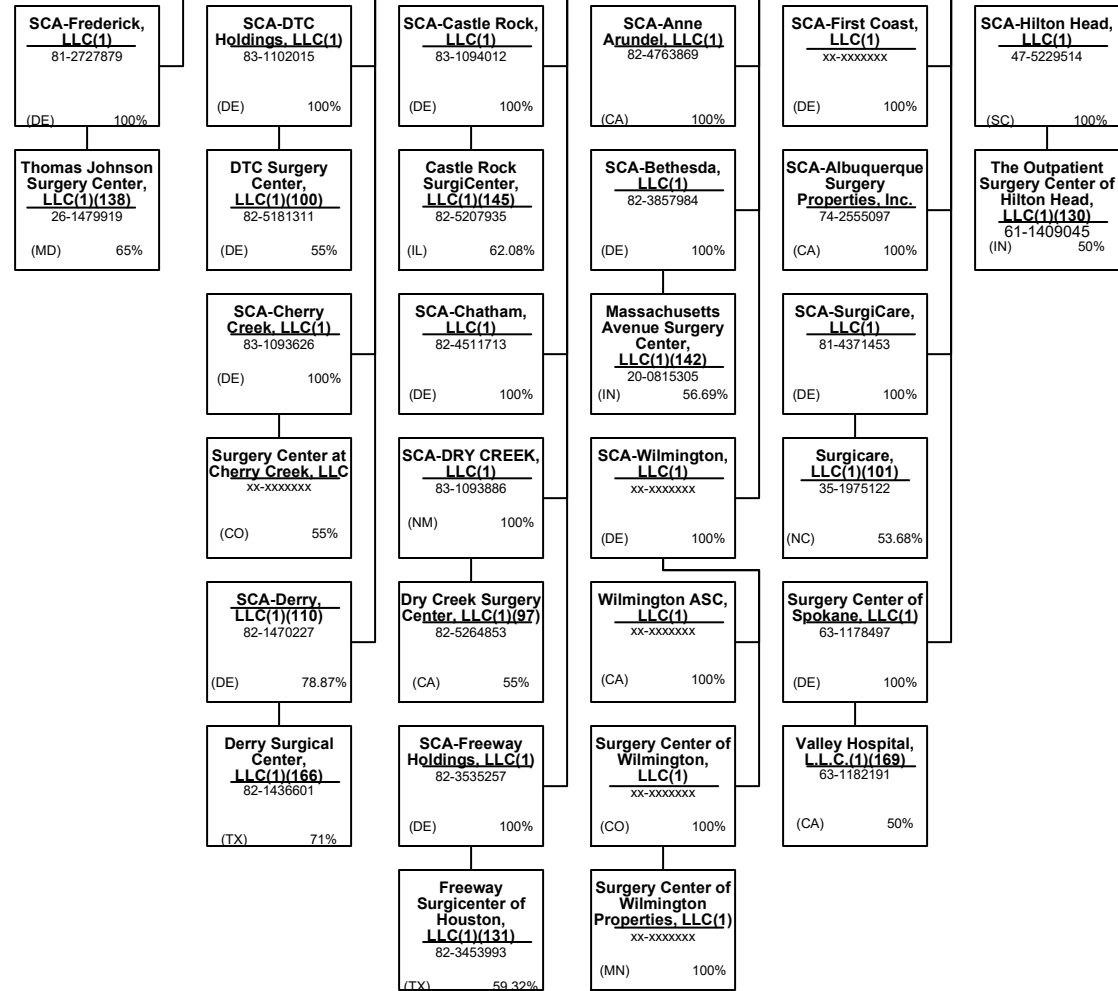 SCA-Frederick,
LLC(1)
81-2727879
(DE) 100%
Thomas Johnson
Surgery Center,
LLC(1)(138)
26-1479919
(MD) 65%
SCA-DTC
Holdings, LLC(1)
83-1102015
(DE) 100%
DTC Surgery
Center,
LLC(1)(100)
82-5181311
(DE) 55%
SCA-Cherry
Creek, LLC(1)
83-1093626
(DE) 100%
Surgery Center at
Cherry Creek, LLC
xx-xxxxxxx
(CO) 55%
SCA-Derry,
LLC(1)(110)
82-1470227
(DE) 78.87%
Derry Surgical
Center,
LLC(1)(166)
82-1436601
(TX) 71%
SCA-Castle Rock,
LLC(1)
83-1094012
(DE) 100%
Castle Rock
SurgiCenter,
LLC(1)(145)
82-5207935
(IL) 62.08%
SCA-Chatham,
LLC(1)
82-4511713
(DE) 100%
SCA-DRY CREEK,
LLC(1)
83-1093886
(NM) 100%
Dry Creek Surgery
Center, LLC(1)(97)
82-5264853
(CA) 55%
SCA-Freeway
Holdings, LLC(1)
82-3535257
(DE) 100%
Freeway
Surgicenter of
Houston,
LLC(1)(131)
82-3453993
(TX) 59.32%
SCA-Anne
Arundel, LLC(1)
82-4763869
(CA) 100%
SCA-Bethesda,
LLC(1)
82-3857984
(DE) 100%
Massachusetts
Avenue Surgery
Center,
LLC(1)(142)
20-0815305
(IN) 56.69%
SCA-Wilmington,
LLC(1)
xx-xxxxxxx
(DE) 100%
Wilmington ASC,
LLC(1)
xx-xxxxxxx
(CA) 100%
Surgery Center of
Wilmington,
LLC(1)
xx-xxxxxxx
(CO) 100%
Surgery Center of
Wilmington
Properties, LLC(1)
xx-xxxxxxx
(MN) 100%
SCA-First Coast,
LLC(1)
xx-xxxxxxx
(DE) 100%
SCA-Albuquerque
Surgery
Properties, Inc.
74-2555097
(CA) 100%
SCA-SurgiCare,
LLC(1)
81-4371453
(DE) 100%
Surgicare,
LLC(1)(101)
35-1975122
(NC) 53.68%
Surgery Center of
Spokane, LLC(1)
63-1178497
(DE) 100%
Valley Hospital,
L.L.C.(1)(169)
63-1182191
(CA) 50%
SCA-Hilton Head,
LLC(1)
47-5229514
(SC) 100%
The Outpatient
Surgery Center of
Hilton Head,
LLC(1)(130)
61-1409045
(IN) 50%